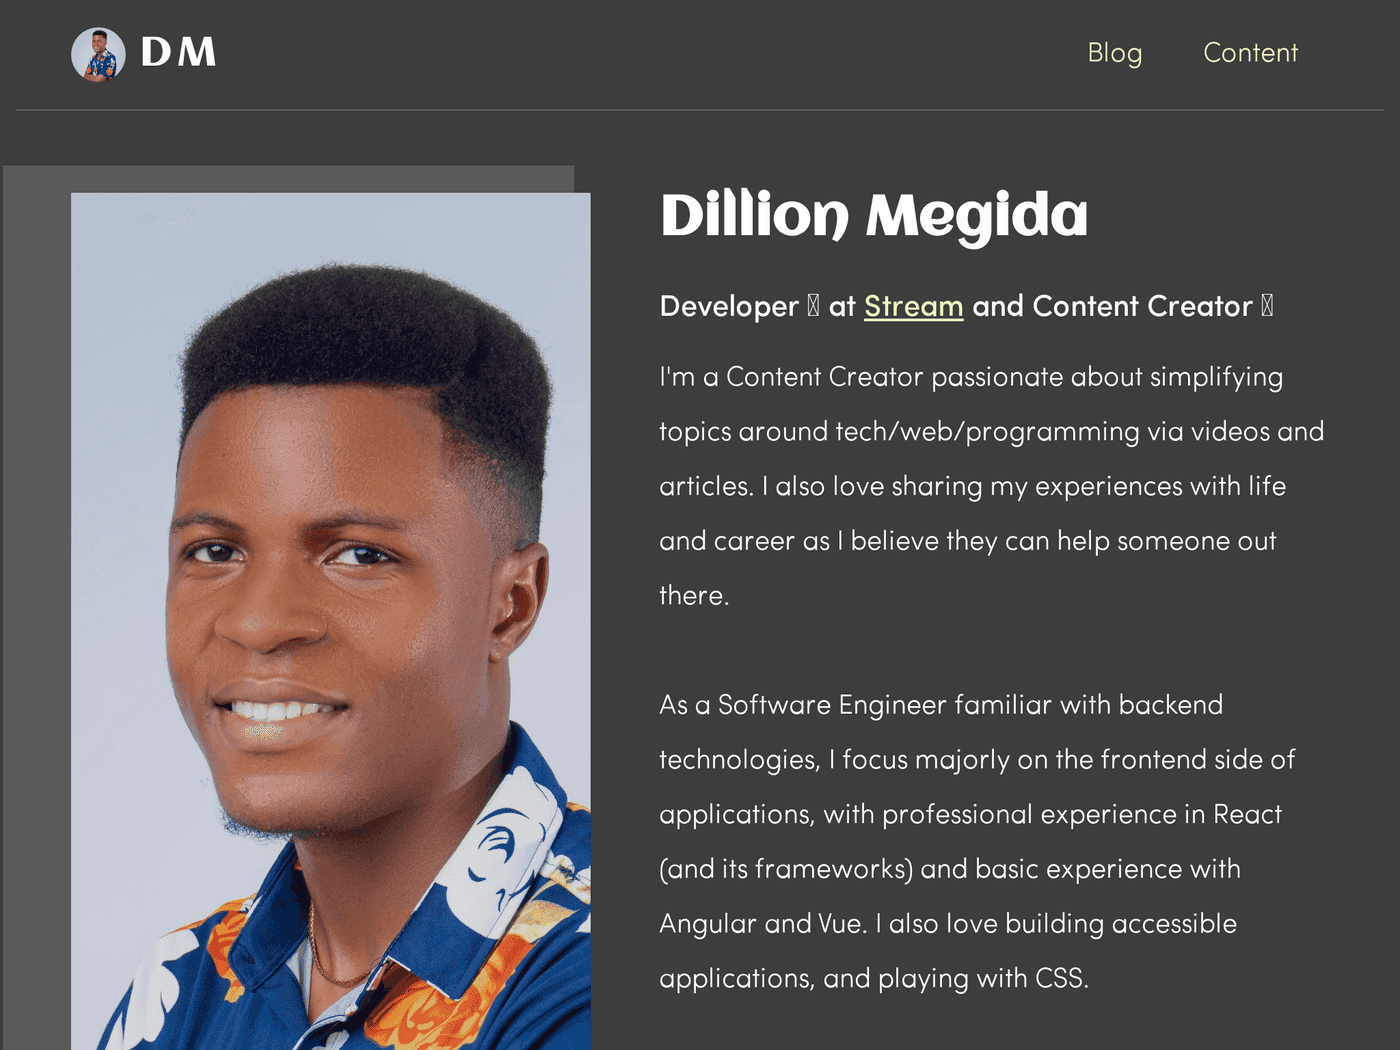 DM
Blog
Content
Dillion Megida
Developer at Stream and Content Creator
I'm a Content Creator passionate about simplifying
topics around tech/web/programming via videos and
articles. I also love sharing my experiences with life
and career as I believe they can help someone out
there.
As a Software Engineer familiar with backend
technologies, I focus majorly on the frontend side of
applications, with professional experience in React
(and its frameworks) and basic experience with
Angular and Vue. I also love building accessible
applications, and playing with CSS.